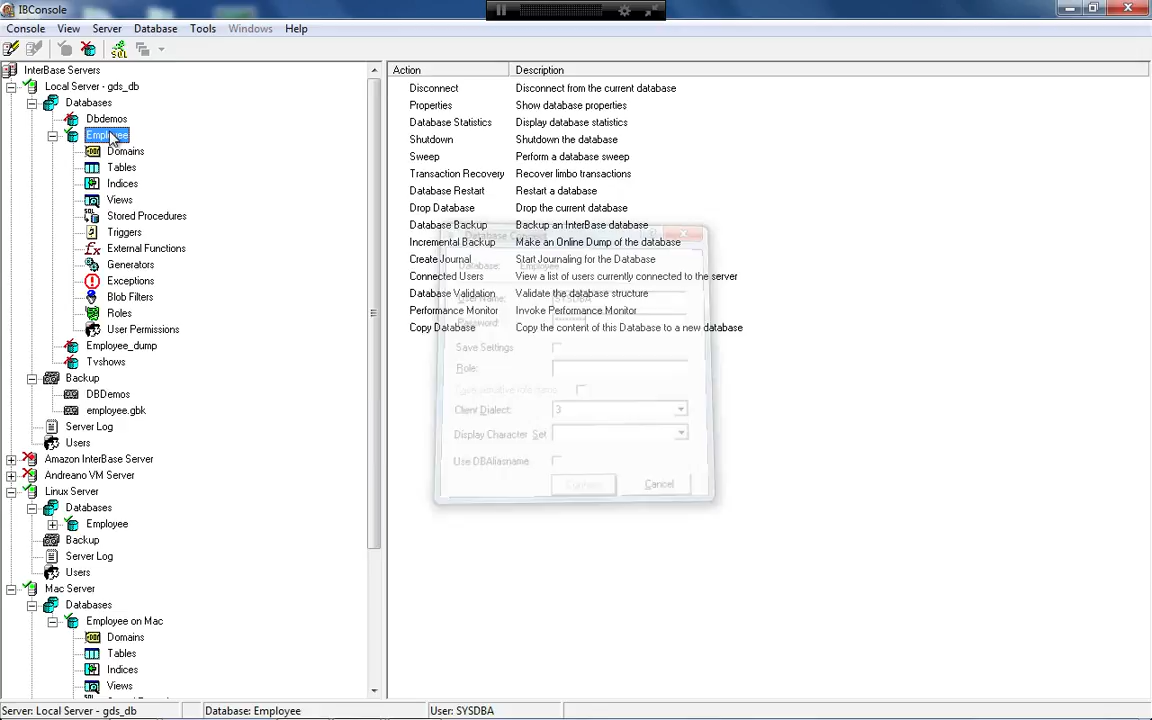 IBConsole
Console View Server Database Tools Windows Help
InterBase Servers
Local Server - gds_db
Databases
Dbdemos
Employee
Domains
Tables
Indices
Views
Stored Procedures
Triggers
External Functions
Generators
Exceptions
Blob Filters
Roles
User Permissions
Employee_dump
Tvshows
Backup
DBDemos
employee.gbk
Server Log
Users
Amazon InterBase Server
Andreano VM Server
Linux Server
Databases
Employee
Backup
Server Log
Users
Mac Server
Databases
Employee on Mac
Domains
Tables
Indices
Views
Action Description
Disconnect Disconnect from the current database
Properties Show database properties
Database Statistics Display database statistics
Shutdown Shutdown the database
Sweep Perform a database sweep
Transaction Recovery Recover limbo transactions
Database Restart Restart a database
Drop Database Drop the current database
Database Backup Backup an InterBase database
Incremental Backup Make an Online Dump of the database
Create Journal Start Journaling for the Database
Connected Users View a list of users currently connected to the server
Database Validation Validate the database structure
Performance Monitor Invoke Performance Monitor
Copy Database Copy the content of this Database to a new database
Database: Employee
User Name: SYSDBA
Password:
Save Settings
Role:
Client Dialect: 3
Display Character Set
Use DBAliasname
Cancel
Server: Local Server - gds_db Database: Employee User: SYSDBA